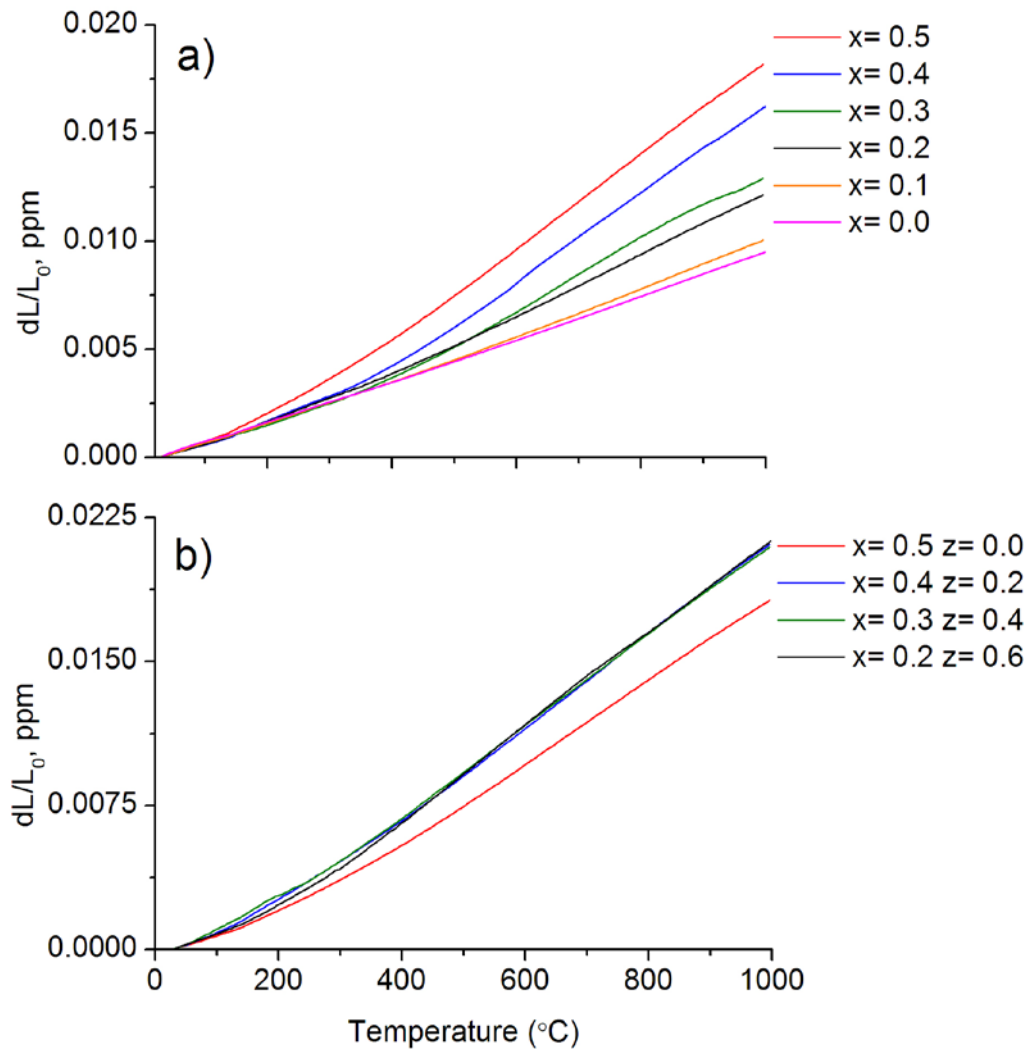 a)
0.020
0.015
0.010
0.005
0.000
dL/L₀, ppm
x= 0.5
x= 0.4
x= 0.3
x= 0.2
x= 0.1
x= 0.0
b)
0.0225
0.0150
0.0075
0.0000
dL/L₀, ppm
x= 0.5 z= 0.0
x= 0.4 z= 0.2
x= 0.3 z= 0.4
x= 0.2 z= 0.6
0 200 400 600 800 1000
Temperature (°C)